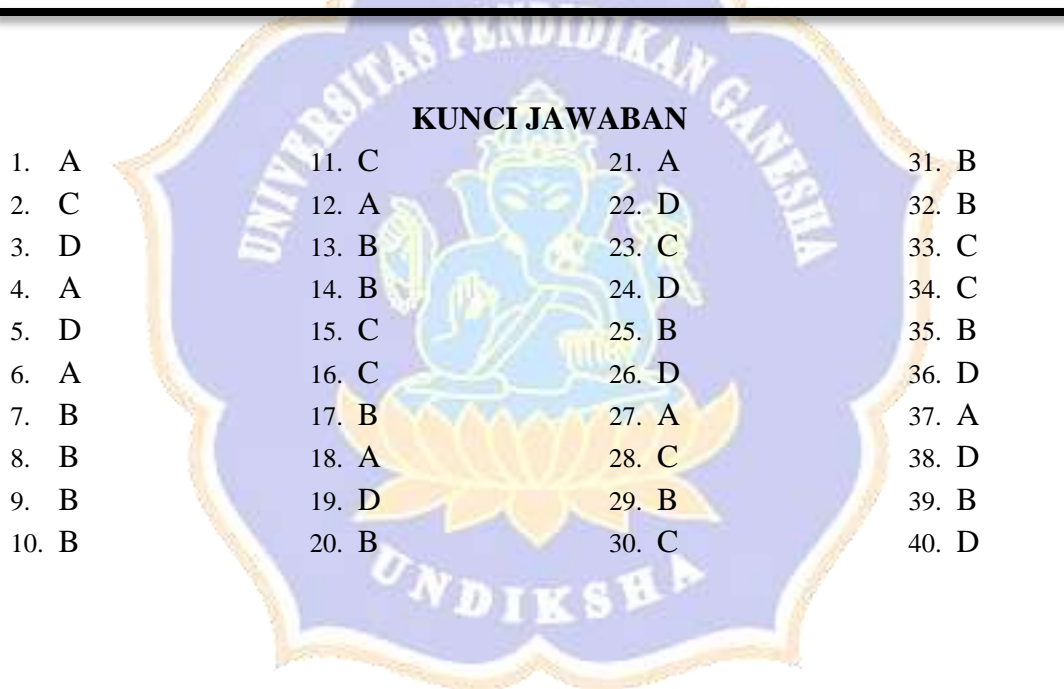 UNIVERSITAS PENDIDIKAN GANESHA
KUNCI JAWABAN
1. A
2. C
3. D
4. A
5. D
6. A
7. B
8. B
9. B
10. B
11. C
12. A
13. B
14. B
15. C
16. C
17. B
18. A
19. D
20. B
21. A
22. D
23. C
24. D
25. B
26. D
27. A
28. C
29. B
30. C
31. B
32. B
33. C
34. C
35. B
36. D
37. A
38. D
39. B
40. D
UNDIKSHA